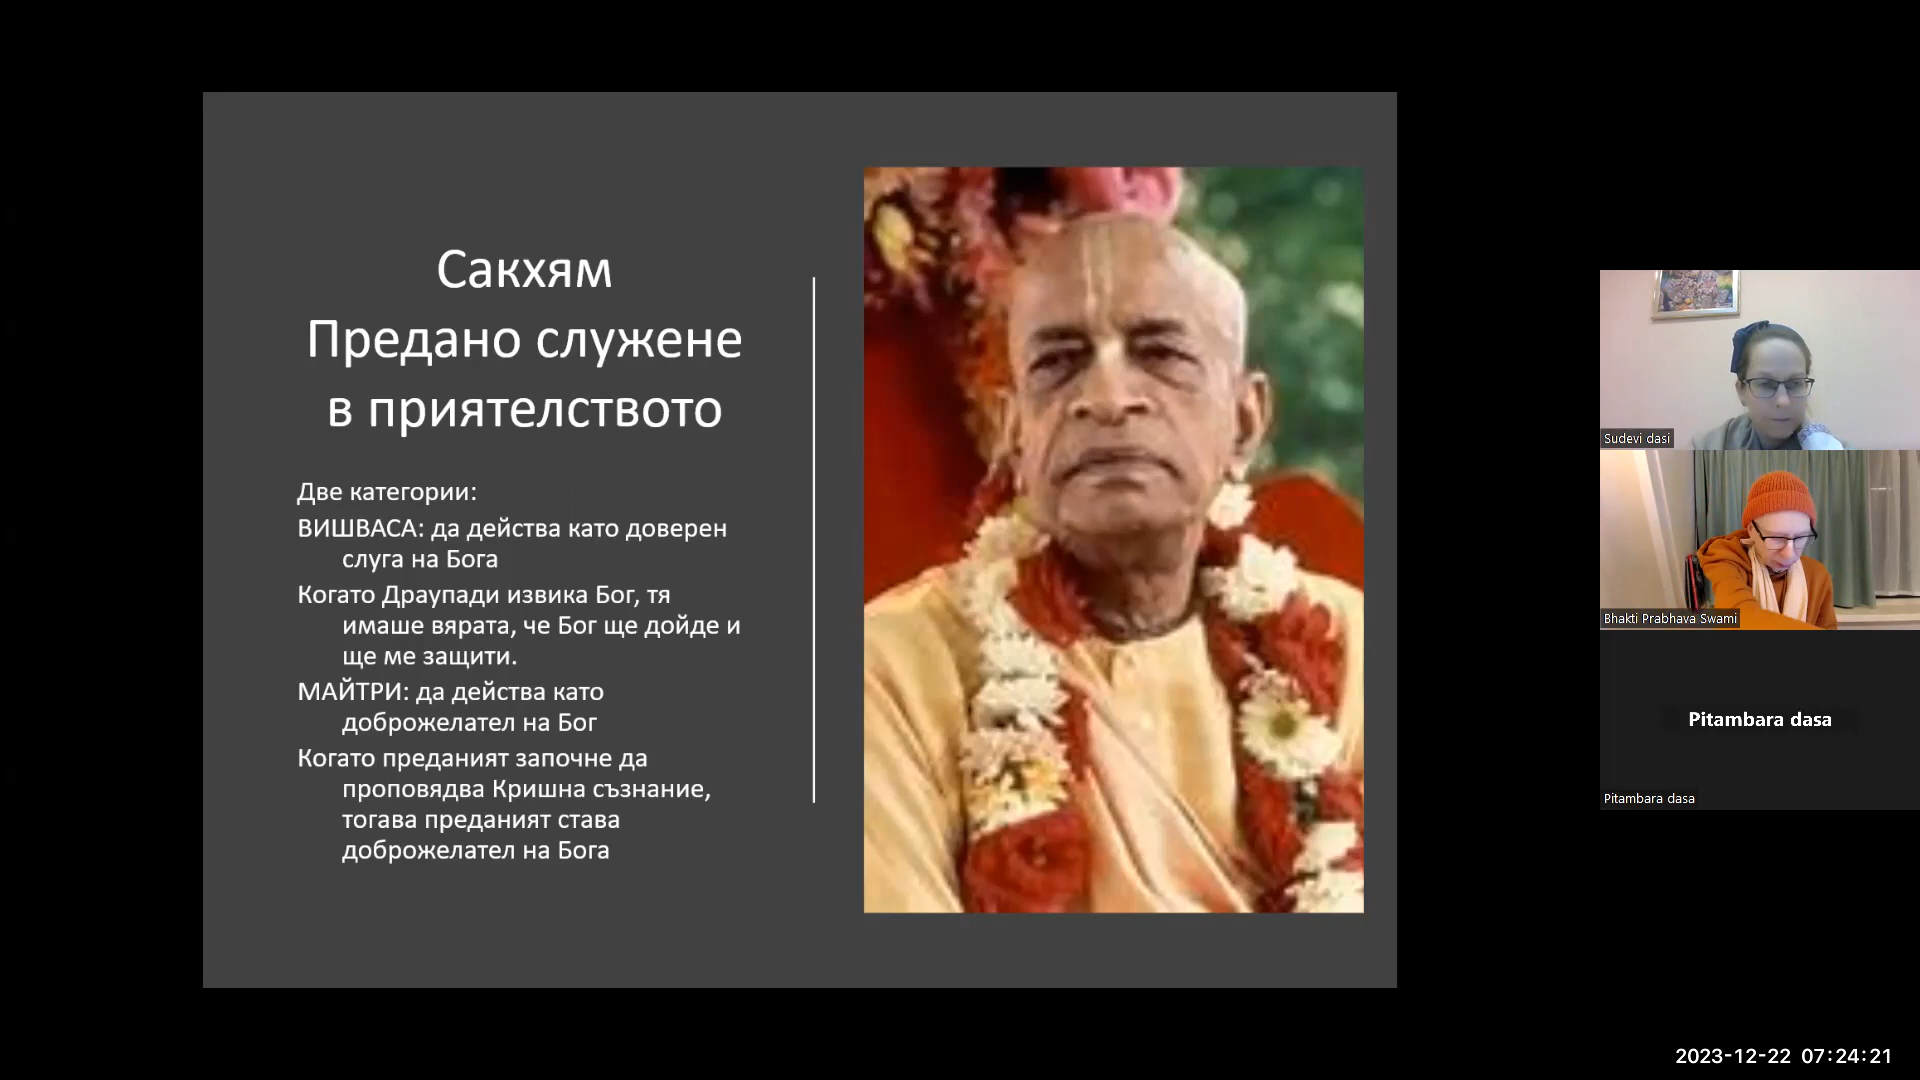 Сакхям
Предано служене
в приятелството
Две категории:
ВИШВАСА: да действа като доверен
слуга на Бога
Когато Драупади извика Бог, тя
имаше вярата, че Бог ще дойде и
ще ме защити.
МАЙТРИ: да действа като
доброжелател на Бог
Когато преданият започне да
проповядва Кришна съзнание,
тогава преданият става
доброжелател на Бога
Sudevi dasi
Bhakti Prabhava Swami
Pitambara dasa
Pitambara dasa
2023-12-22 07:24:21